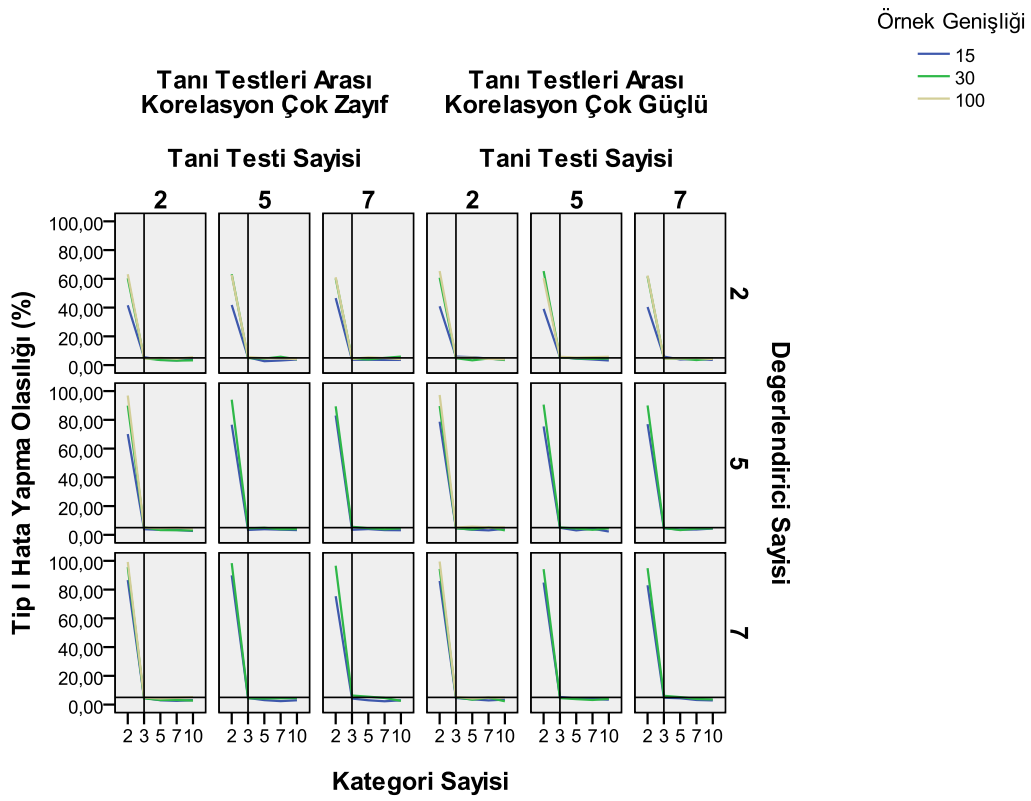 Örnek Genişliği
15
30
100
Tanı Testleri Arası
Korelasyon Çok Zayıf
Tanı Testleri Arası
Korelasyon Çok Güçlü
Tani Testi Sayisi
Tani Testi Sayisi
2 5 7 2 5 7
Tip I Hata Yapma Olasılığı (%)
100,00
80,00
60,00
40,00
20,00
0,00
2
100,00
80,00
60,00
40,00
20,00
0,00
5
100,00
80,00
60,00
40,00
20,00
0,00
7
Degerlendirici Sayisi
2 3 5 7 10 2 3 5 7 10 2 3 5 7 10 2 3 5 7 10 2 3 5 7 10 2 3 5 7 10
Kategori Sayisi